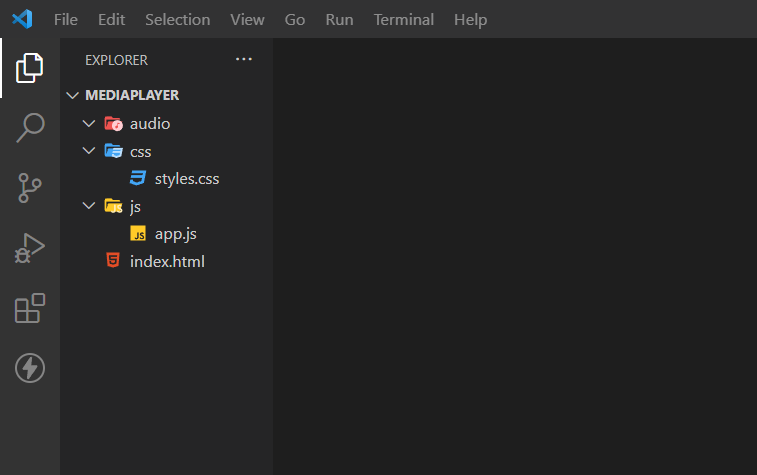 File Edit Selection View Go Run Terminal Help
EXPLORER ...
MEDIAPLAYER
audio
css
styles.css
js
JS app.js
index.html